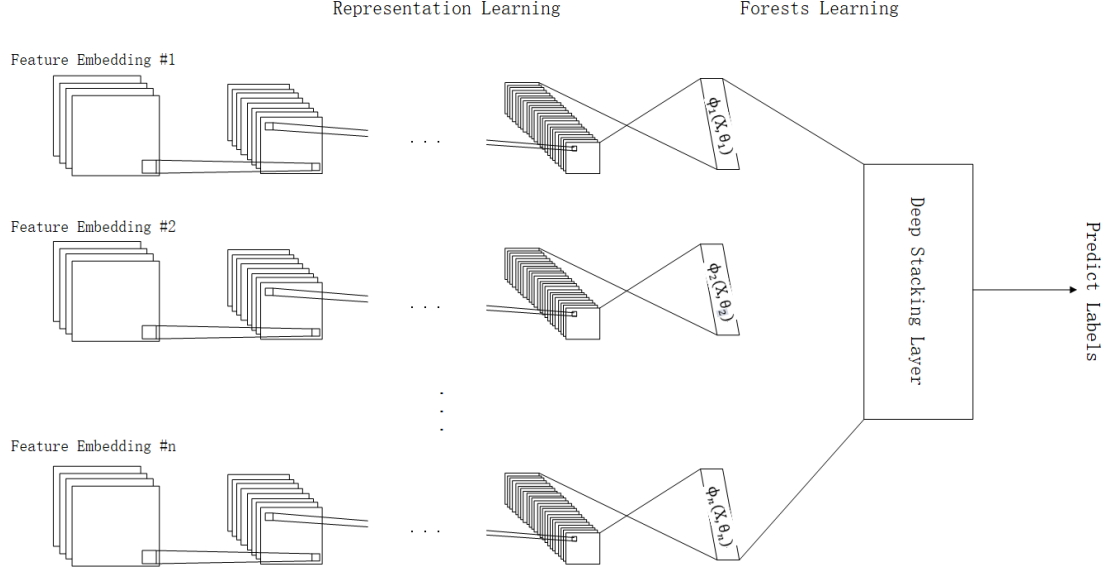 Representation Learning
Forests Learning
Feature Embedding #1
. . .
ϕ₁(X,θ₁)
Feature Embedding #2
. . .
ϕ₂(X,θ₂)
Deep Stacking Layer
Predict Labels
. . .
Feature Embedding #n
. . .
ϕₙ(X,θₙ)